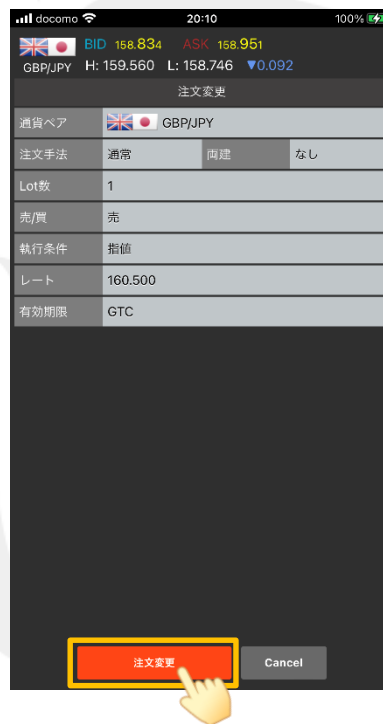 docomo 20:10 100%
BID 158.834 ASK 158.951
GBP/JPY H: 159.560 L: 158.746 ▼0.092
注文変更
通貨ペア GBP/JPY
注文手法 通常 両建 なし
Lot数 1
売/買 売
執行条件 指値
レート 160.500
有効期限 GTC
注文変更 Cancel